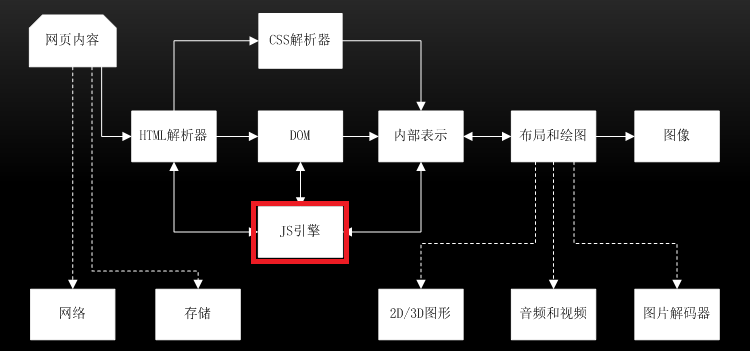 网页内容
CSS解析器
HTML解析器
DOM
内部表示
布局和绘图
图像
JS引擎
网络
存储
2D/3D图形
音频和视频
图片解码器